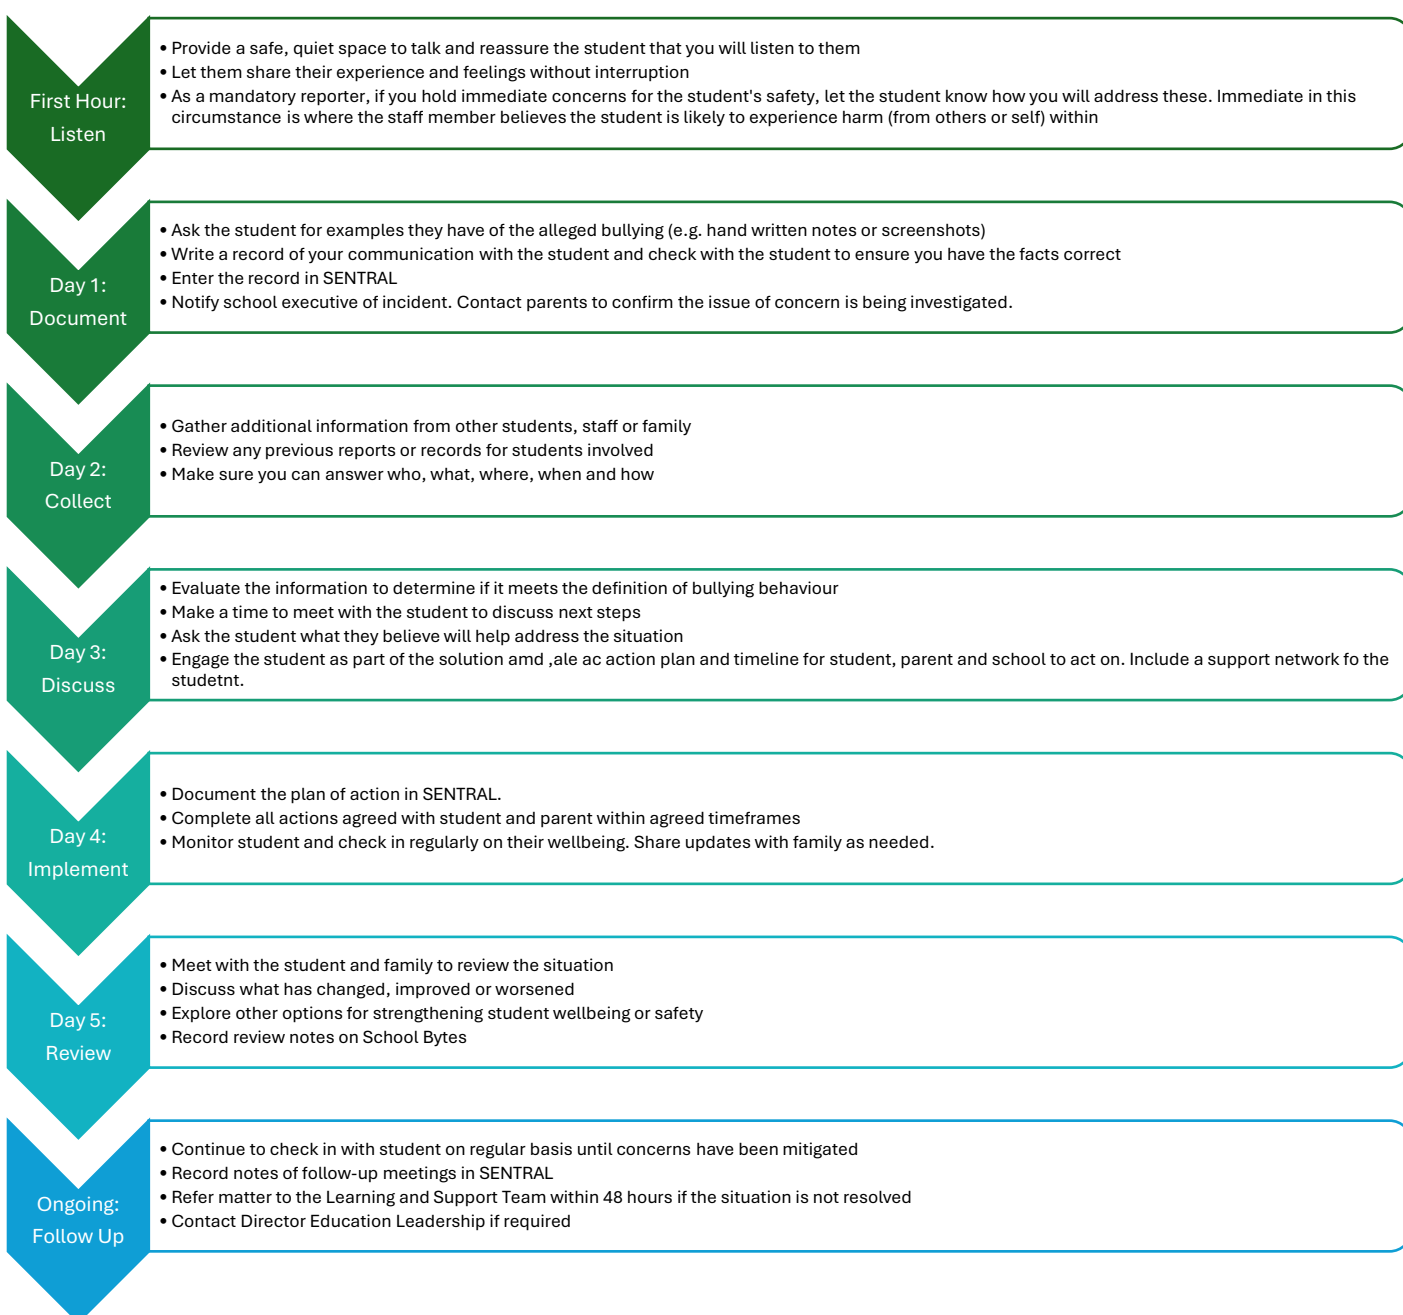 First Hour:
Listen
• Provide a safe, quiet space to talk and reassure the student that you will listen to them
• Let them share their experience and feelings without interruption
• As a mandatory reporter, if you hold immediate concerns for the student's safety, let the student know how you will address these. Immediate in this
circumstance is where the staff member believes the student is likely to experience harm (from others or self) within
Day 1:
Document
• Ask the student for examples they have of the alleged bullying (e.g. hand written notes or screenshots)
• Write a record of your communication with the student and check with the student to ensure you have the facts correct
• Enter the record in SENTRAL
• Notify school executive of incident. Contact parents to confirm the issue of concern is being investigated.
Day 2:
Collect
• Gather additional information from other students, staff or family
• Review any previous reports or records for students involved
• Make sure you can answer who, what, where, when and how
Day 3:
Discuss
• Evaluate the information to determine if it meets the definition of bullying behaviour
• Make a time to meet with the student to discuss next steps
• Ask the student what they believe will help address the situation
• Engage the student as part of the solution amd ,ale ac action plan and timeline for student, parent and school to act on. Include a support network fo the
studetnt.
Day 4:
Implement
• Document the plan of action in SENTRAL.
• Complete all actions agreed with student and parent within agreed timeframes
• Monitor student and check in regularly on their wellbeing. Share updates with family as needed.
Day 5:
Review
• Meet with the student and family to review the situation
• Discuss what has changed, improved or worsened
• Explore other options for strengthening student wellbeing or safety
• Record review notes on School Bytes
Ongoing:
Follow Up
• Continue to check in with student on regular basis until concerns have been mitigated
• Record notes of follow-up meetings in SENTRAL
• Refer matter to the Learning and Support Team within 48 hours if the situation is not resolved
• Contact Director Education Leadership if required